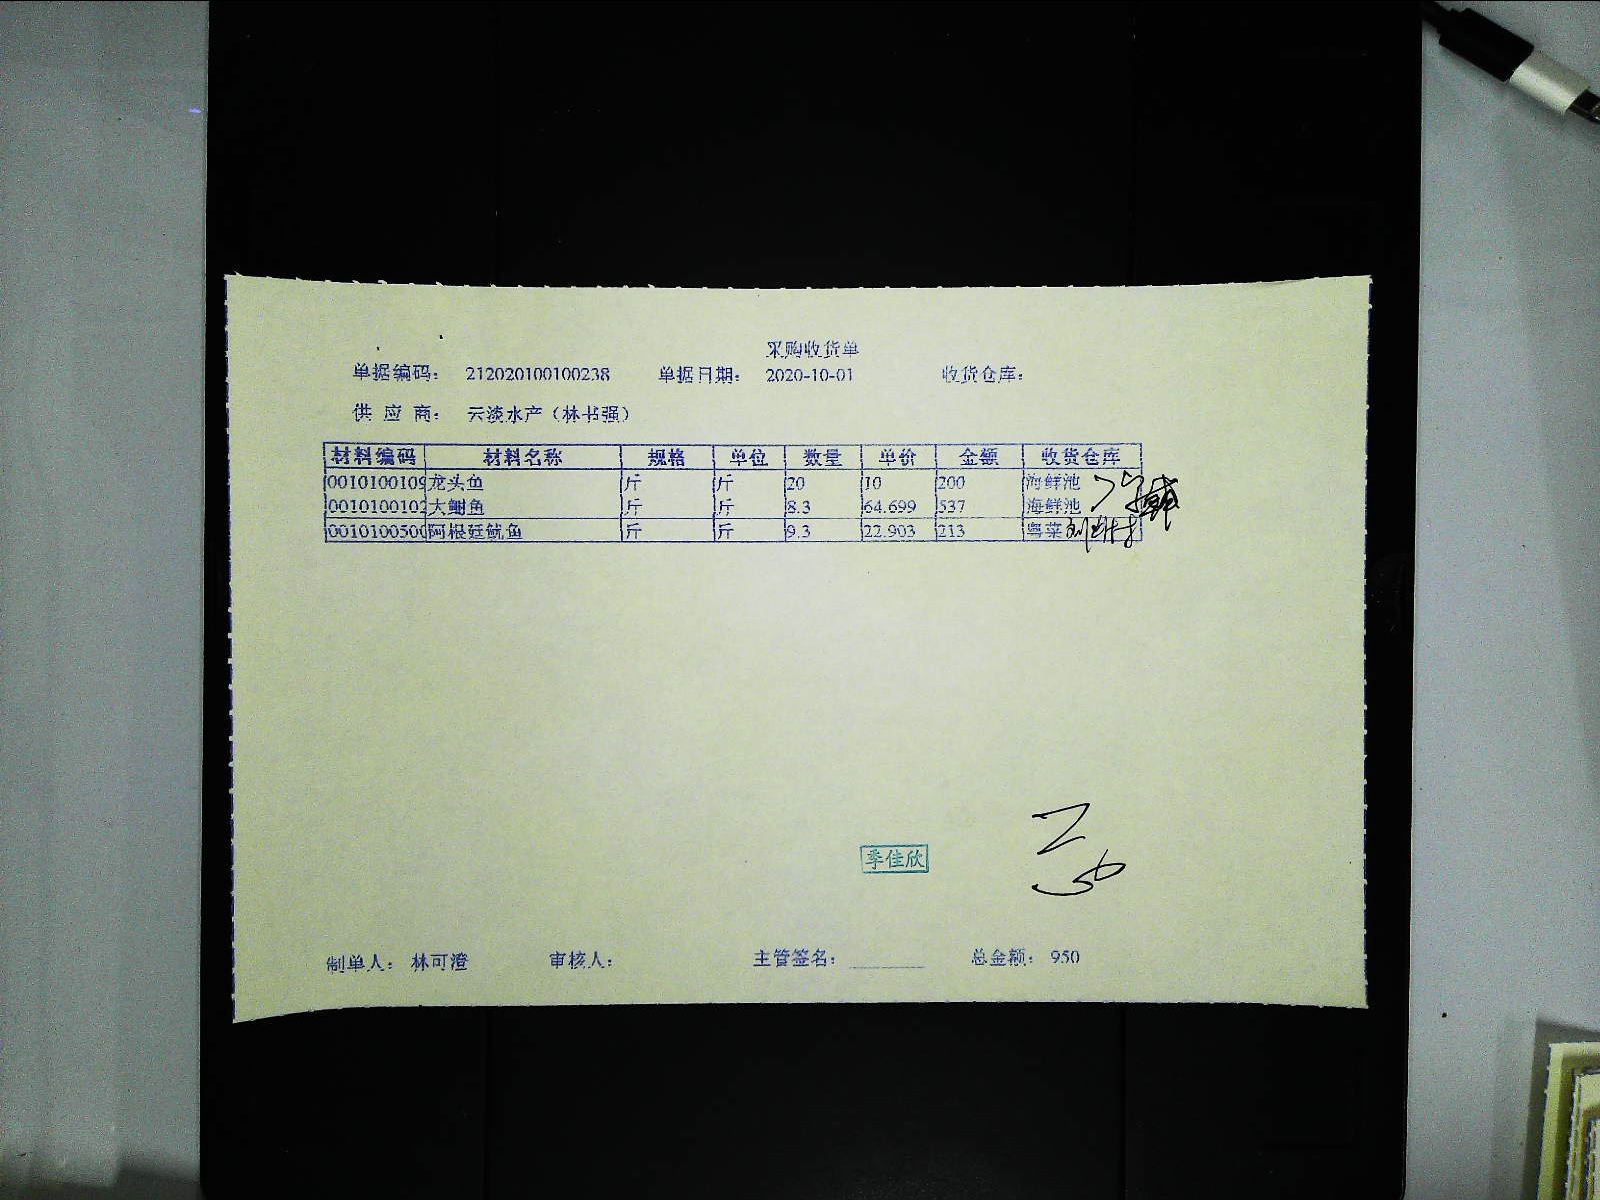 采购收货单
单据编码： 212020100100238 单据日期： 2020-10-01 收货仓库：
供 应 商： 云淡水产（林书强）
材料编码 材料名称 规格 单位 数量 单价 金额 收货仓库
0010100109 龙头鱼 斤 斤 20 10 200 海鲜池
0010100102 大鮰鱼 斤 斤 8.3 64.699 537 海鲜池
0010100500 阿根廷鱿鱼 斤 斤 9.3 22.903 213 粤菜
季佳欣
制单人： 林可澄 审核人： 主管签名： 总金额： 950